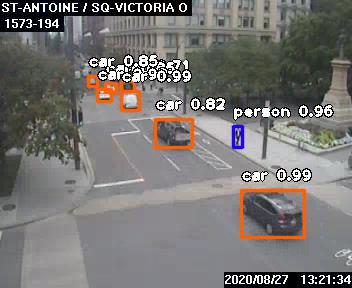 ST-ANTOINE / SQ-VICTORIA O
1573-194
car 0.85
car 0.99
car 0.82
person 0.96
car 0.99
2020/08/27 13:21:34